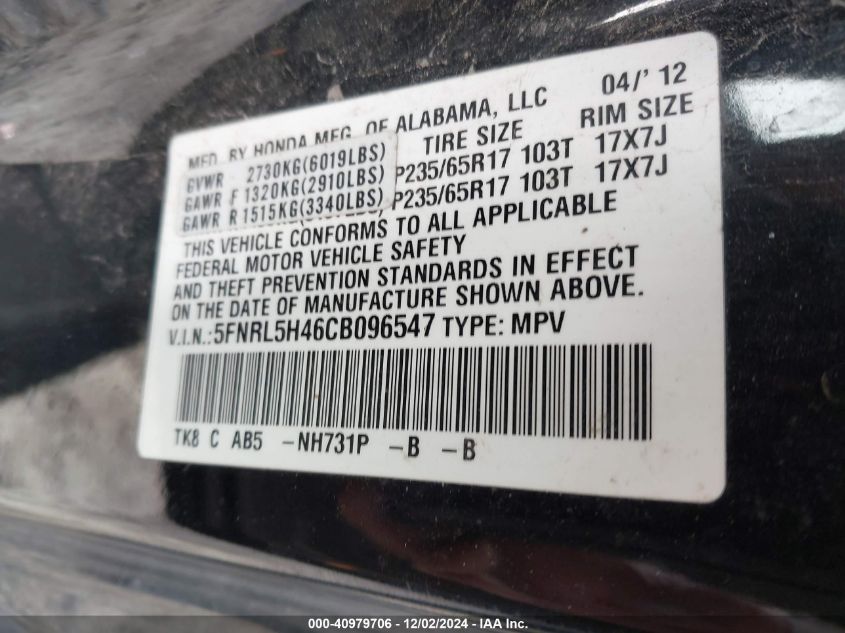 MFD. BY HONDA MFG. OF ALABAMA, LLC 04/' 12
TIRE SIZE RIM SIZE
GVWR 2730KG(6019LBS)
GAWR F 1320KG(2910LBS) P235/65R17 103T 17X7J
GAWR R 1515KG(3340LBS) P235/65R17 103T 17X7J
THIS VEHICLE CONFORMS TO ALL APPLICABLE
FEDERAL MOTOR VEHICLE SAFETY
AND THEFT PREVENTION STANDARDS IN EFFECT
ON THE DATE OF MANUFACTURE SHOWN ABOVE.
V.I.N.:5FNRL5H46CB096547 TYPE: MPV
TK8 C AB5 -NH731P -B -B
000-40979706 - 12/02/2024 - IAA Inc.